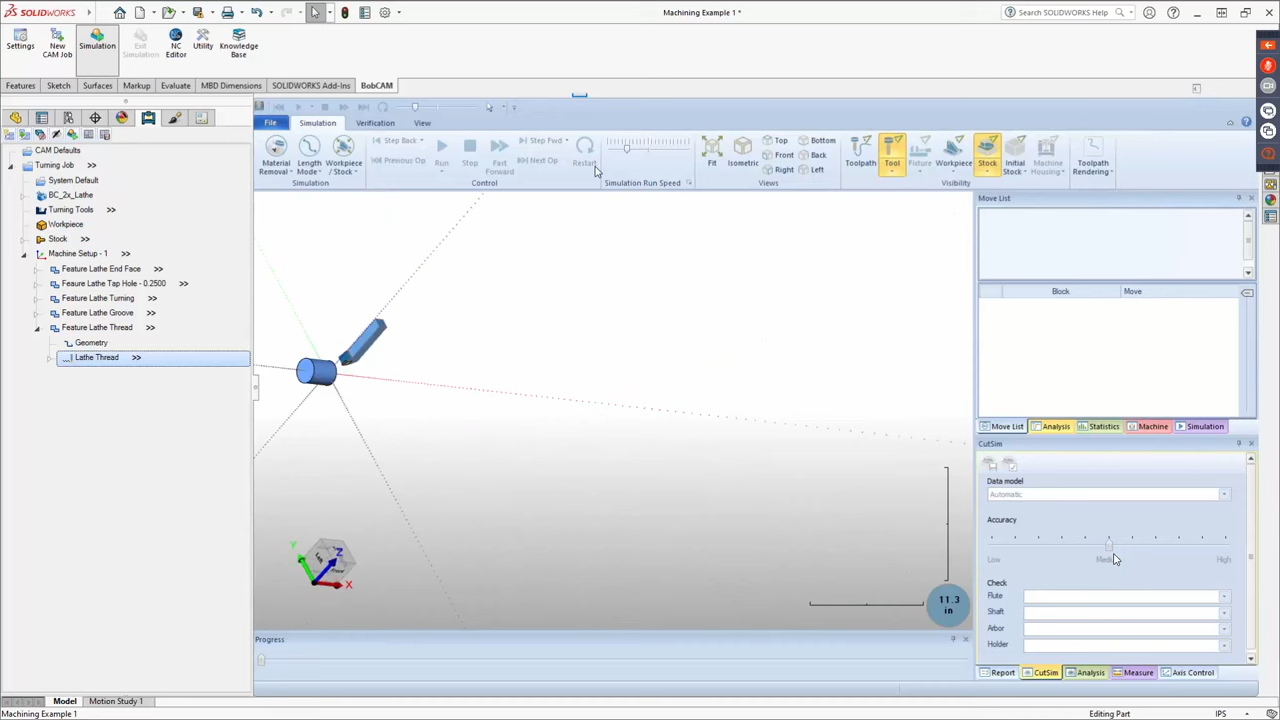 SOLIDWORKS
Machining Example 1 *
Search SOLIDWORKS Help
Settings
New CAM Job
Simulation
Exit Simulation
NC Editor
Utility
Knowledge Base
Features
Sketch
Surfaces
Markup
Evaluate
MBD Dimensions
SOLIDWORKS Add-Ins
BobCAM
File
Simulation
Verification
View
Material Removal
Length Mode
Workpiece / Stock
Simulation
Step Back
Previous Op
Run
Stop
Fast Forward
Step Fwd
Next Op
Restart
Control
Simulation Run Speed
Fit
Isometric
Top
Front
Right
Bottom
Back
Left
Views
Toolpath
Tool
Fixture
Workpiece
Stock
Initial Stock
Machine Housing
Visibility
Toolpath Rendering
CAM Defaults
Turning Job >>
System Default
BC_2x_Lathe
Turning Tools >>
Workpiece
Stock >>
Machine Setup - 1 >>
Feature Lathe End Face >>
Feaure Lathe Tap Hole - 0.2500 >>
Feature Lathe Turning >>
Feature Lathe Groove >>
Feature Lathe Thread >>
Geometry
Lathe Thread >>
Y
Z
X
11.3
in
Progress
Move List
Block Move
Move List
Analysis
Statistics
Machine
Simulation
CutSim
Data model
Automatic
Accuracy
Low
High
Check
Flute
Shaft
Arbor
Holder
Report
CutSim
Analysis
Measure
Axis Control
Model
Motion Study 1
Machining Example 1
Editing Part
IPS